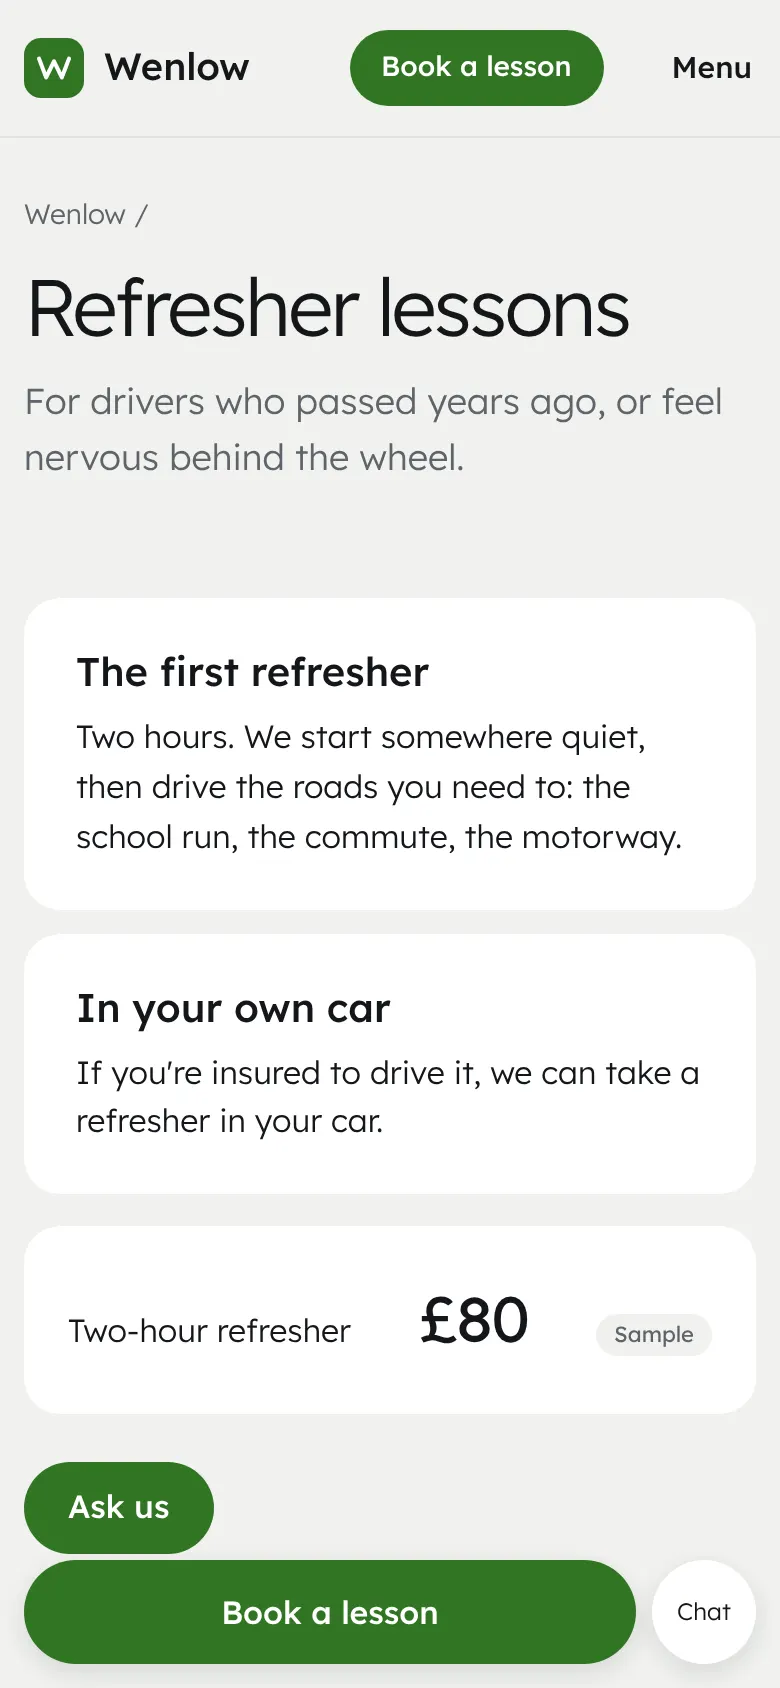 W Wenlow
Book a lesson
Menu
Wenlow /
Refresher lessons
For drivers who passed years ago, or feel
nervous behind the wheel.
The first refresher
Two hours. We start somewhere quiet,
then drive the roads you need to: the
school run, the commute, the motorway.
In your own car
If you're insured to drive it, we can take a
refresher in your car.
Two-hour refresher £80 Sample
Ask us
Book a lesson
Chat